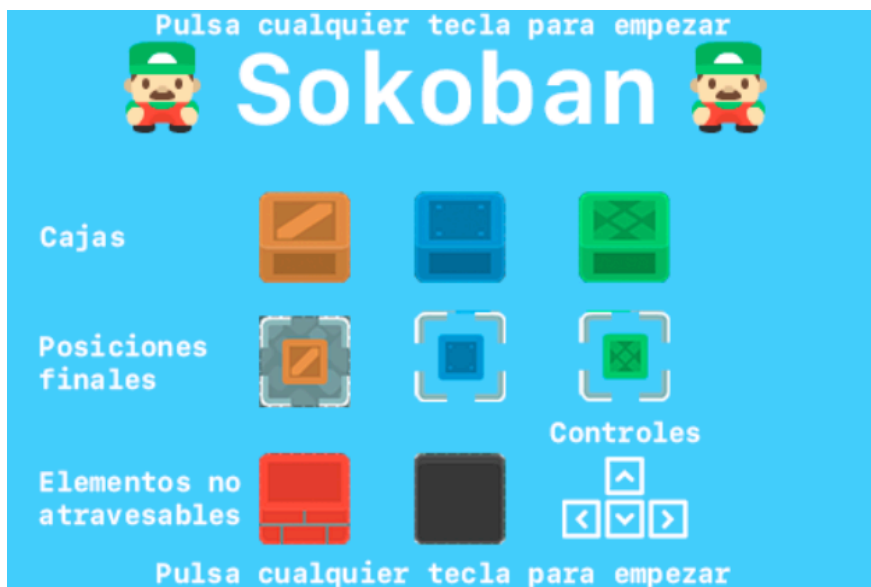 Pulsa cualquier tecla para empezar
Sokoban
Cajas
Posiciones
finales
Controles
Elementos no
atravesables
Pulsa cualquier tecla para empezar